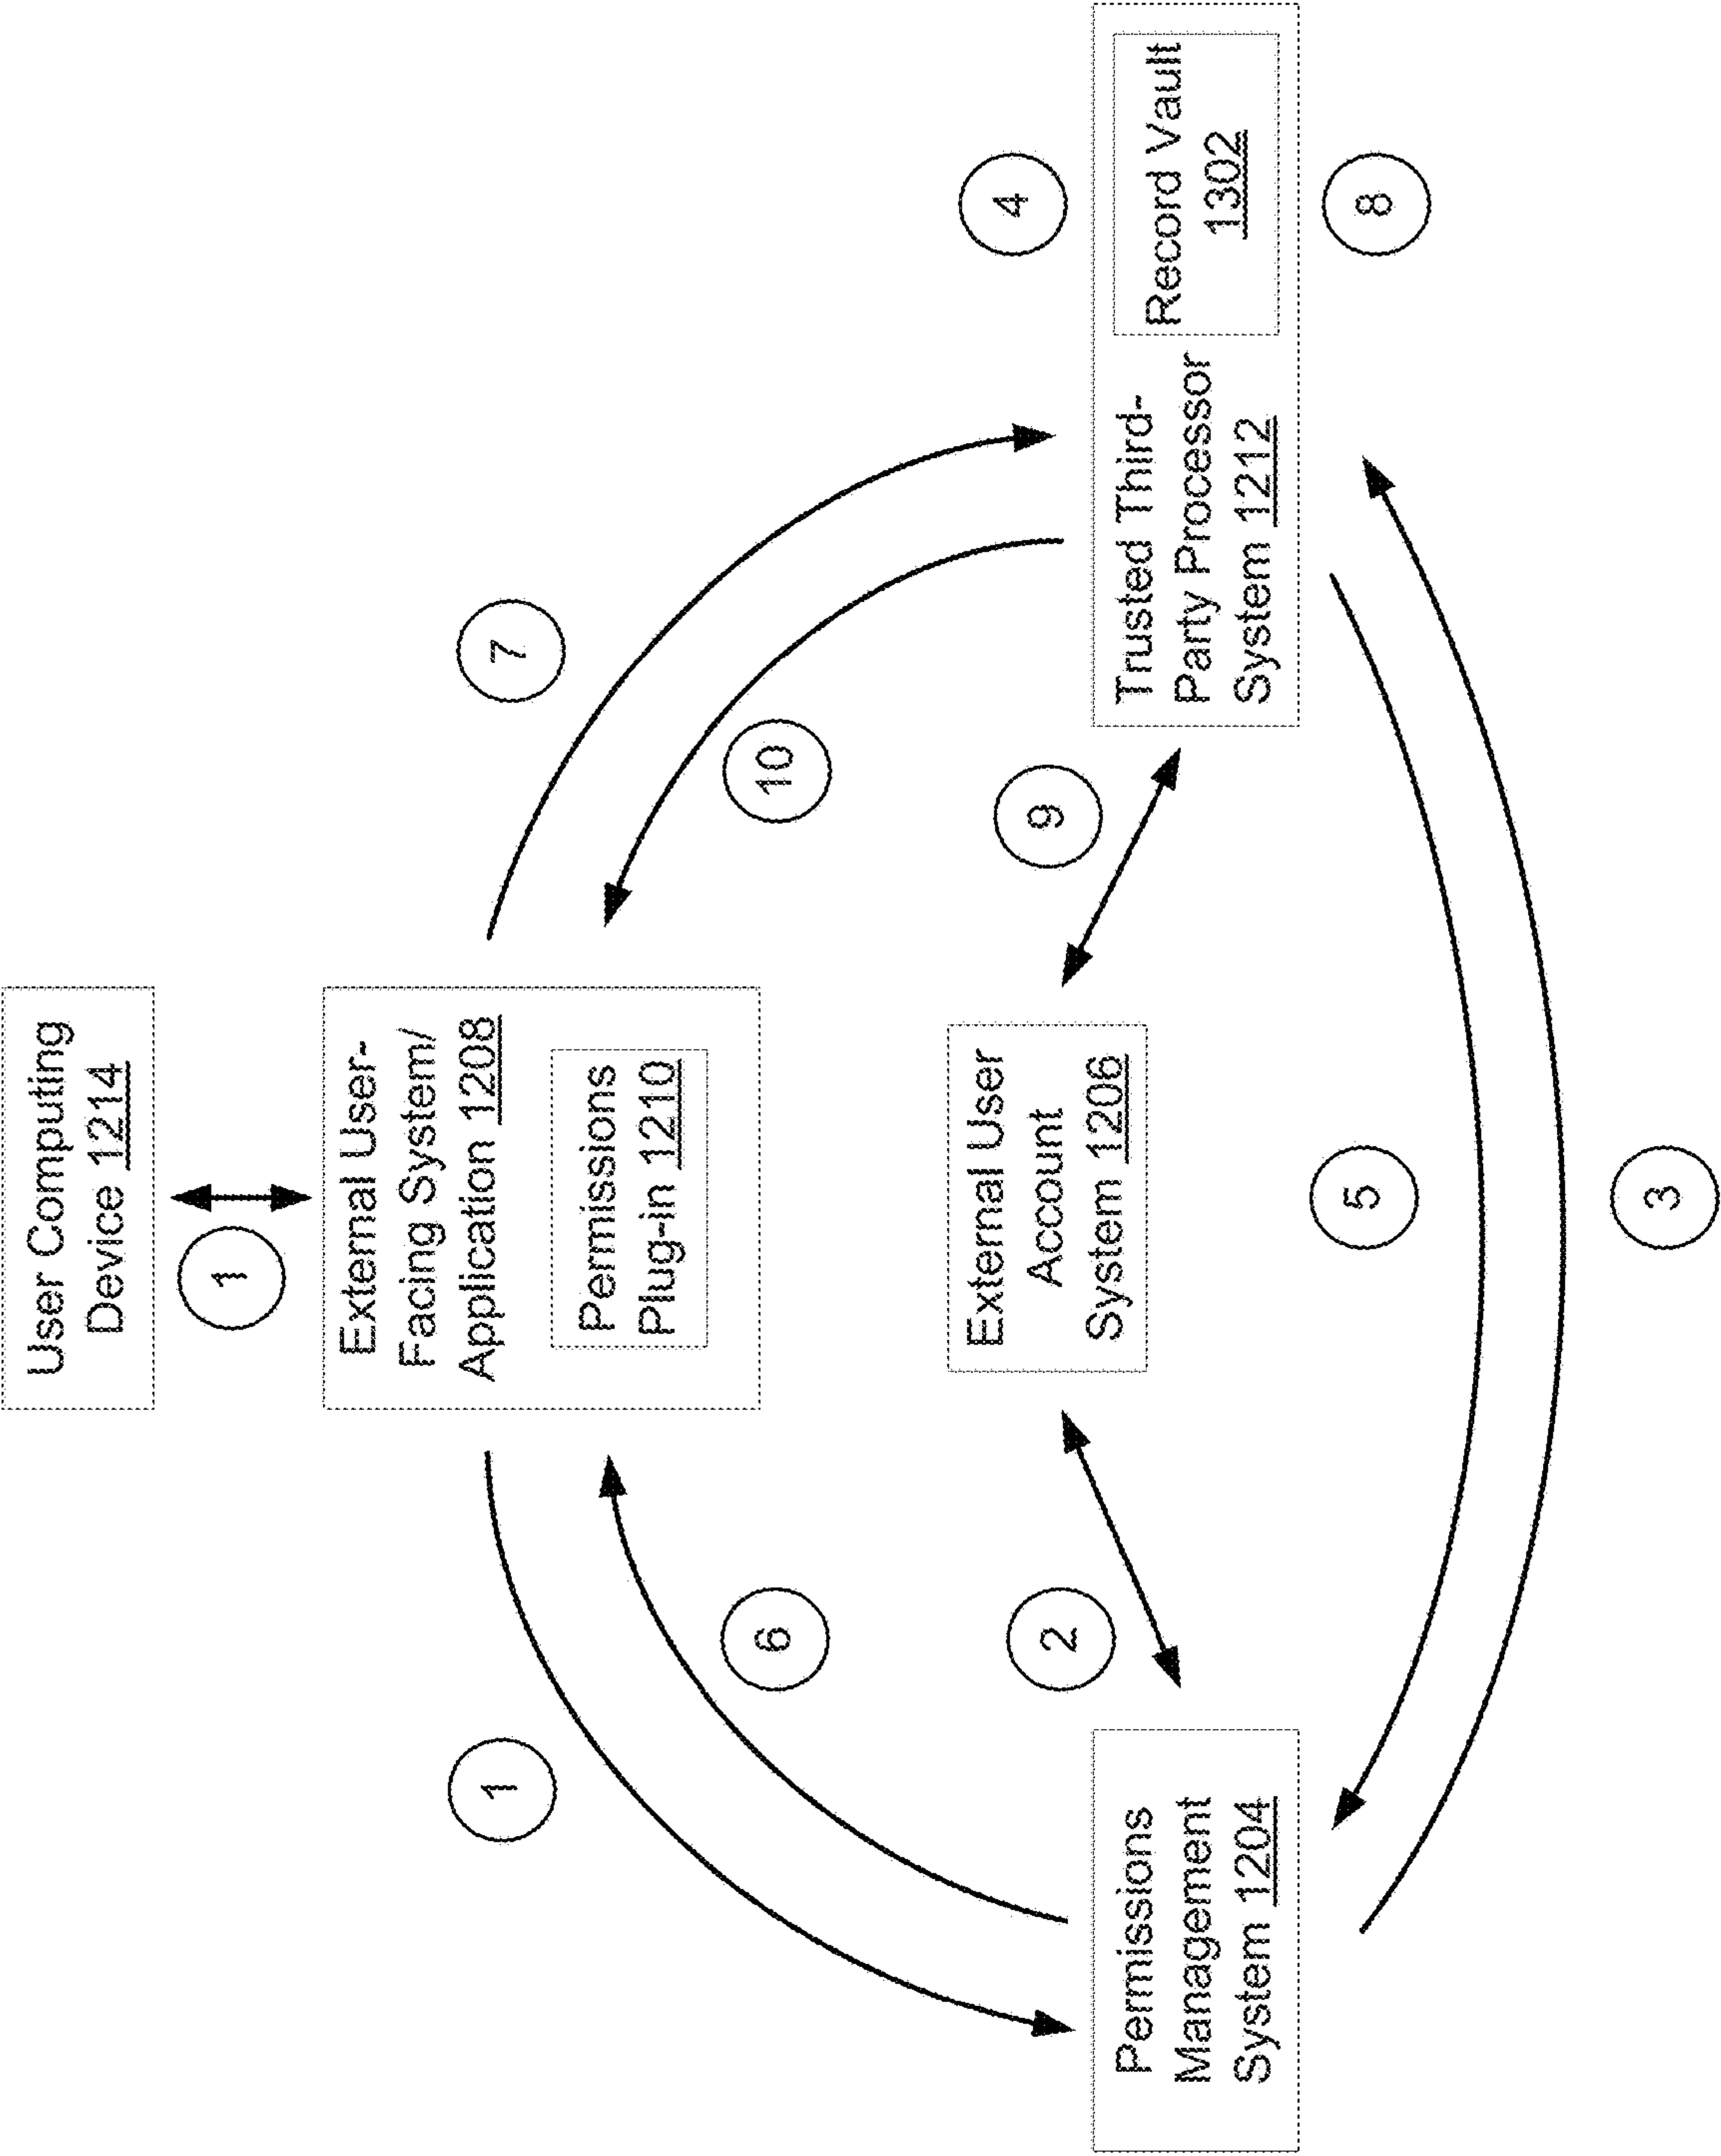 User Computing
Device 1214
1
External User-
Facing System/
Application 1208
Permissions
Plug-in 1210
1
6
7
10
External User
Account
System 1206
2
9
4
Permissions
Management
System 1204
Trusted Third-
Party Processor
System 1212
Record Vault
1302
8
5
3